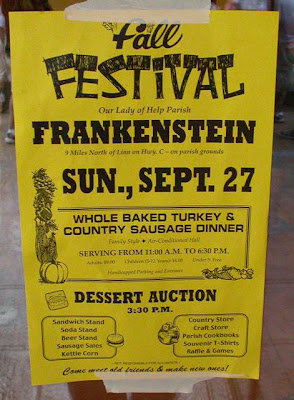 Fall
FESTIVAL
Our Lady of Help Parish
FRANKENSTEIN
9 Miles North of Linn on Hwy. C – on parish grounds
SUN., SEPT. 27
WHOLE BAKED TURKEY &
COUNTRY SAUSAGE DINNER
Family Style • Air-Conditioned Hall
SERVING FROM 11:00 A.M. TO 6:30 P.M.
Handicapped Parking and Entrance
DESSERT AUCTION
3:30 P.M.
Sandwich Stand
Soda Stand
Beer Stand
Sausage Sales
Kettle Corn
Country Store
Craft Store
Parish Cookbooks
Souvenir T-Shirts
Raffle & Games
Come meet old friends & make new ones!